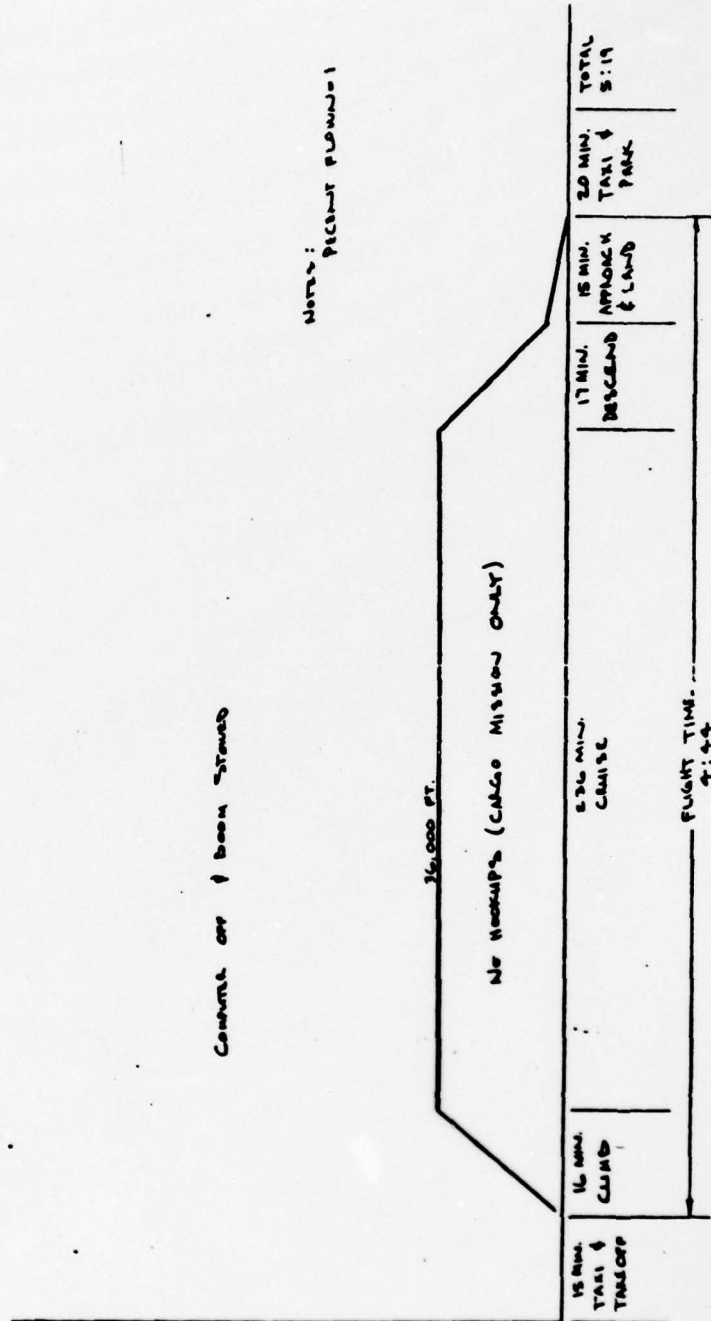 COMPUTER OFF & BOOM STOWED
NOTES:
PERCENT FLOWN = 1
36,000 FT.
NO HOOKUPS (CARGO MISSION ONLY)
15 MIN.
TAXI &
TAKEOFF
16 MIN.
CLIMB
236 MIN.
CRUISE
17 MIN.
DESCEND
15 MIN.
APPROACH
& LAND
20 MIN.
TAXI &
PARK
TOTAL
5:19
FLIGHT TIME
4:44